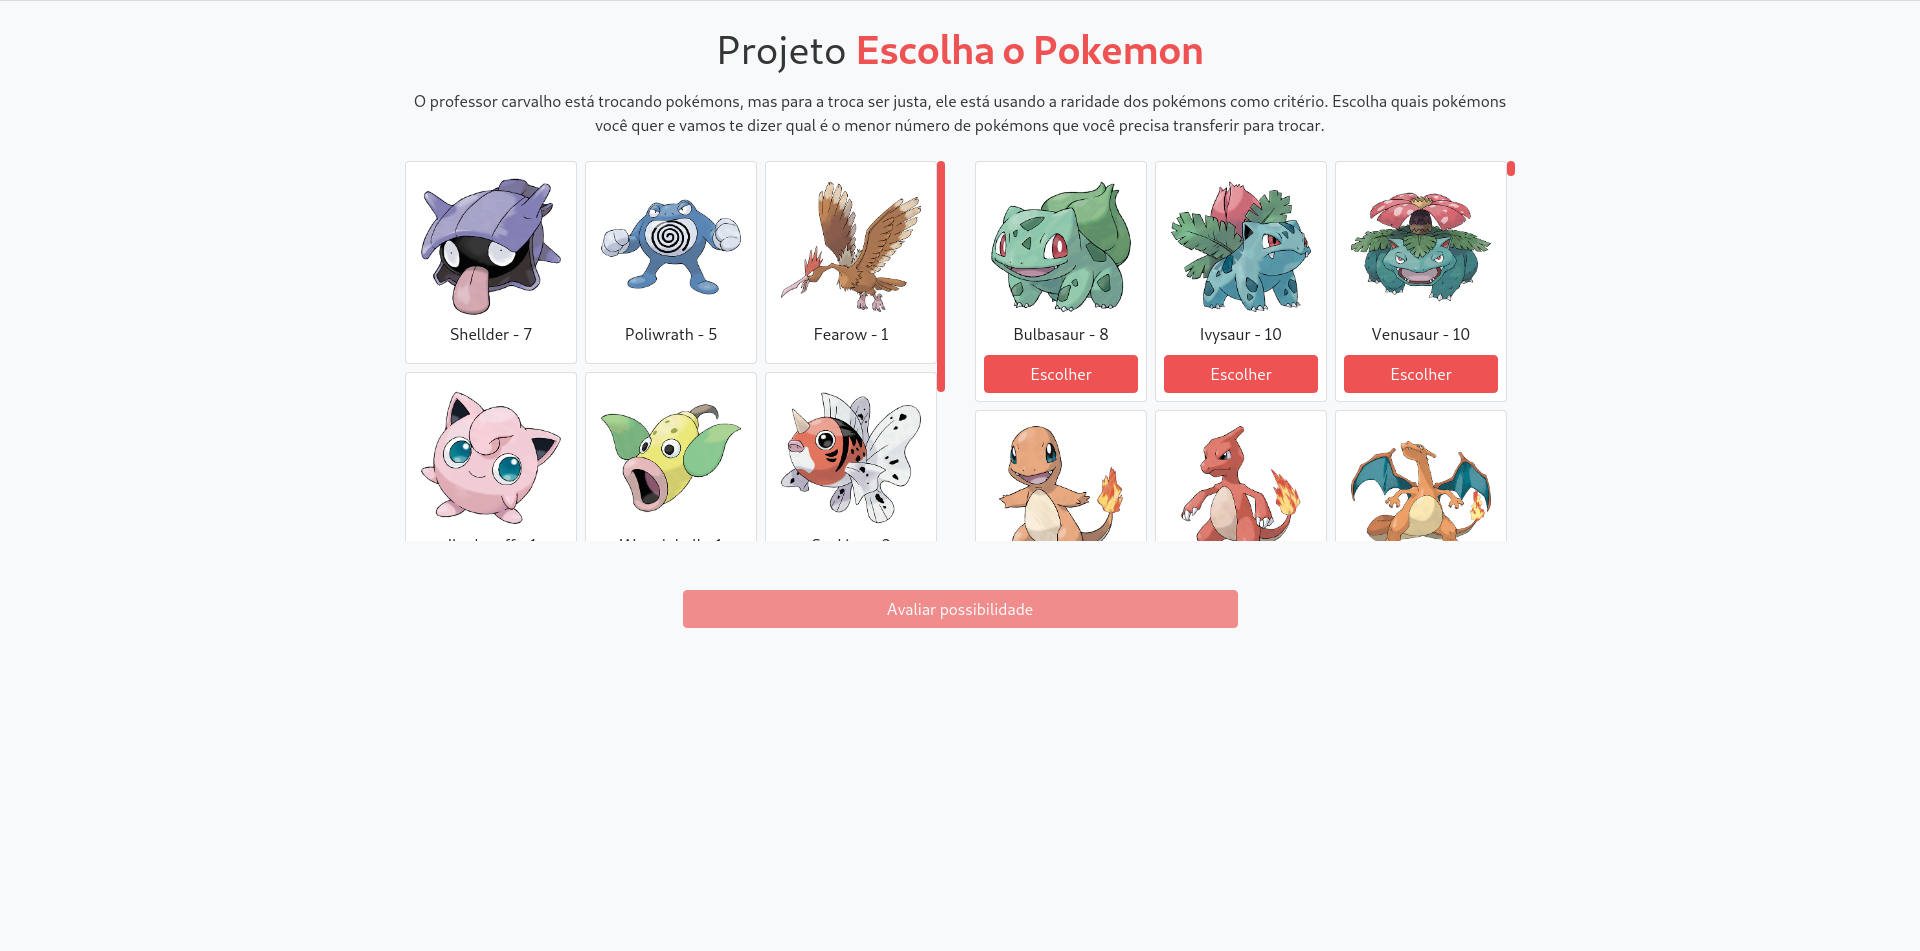 Projeto Escolha o Pokemon
O professor carvalho está trocando pokémons, mas para a troca ser justa, ele está usando a raridade dos pokémons como critério. Escolha quais pokémons
você quer e vamos te dizer qual é o menor número de pokémons que você precisa transferir para trocar.
Shellder - 7
Poliwrath - 5
Fearow - 1
Bulbasaur - 8
Ivysaur - 10
Venusaur - 10
Escolher
Escolher
Escolher
Avaliar possibilidade